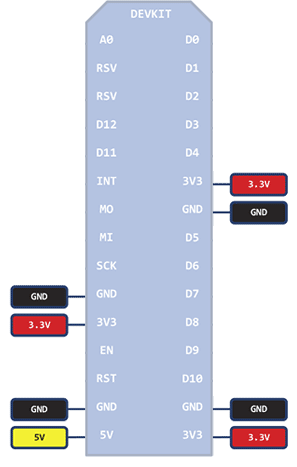 DEVKIT
A0 D0
RSV D1
RSV D2
D12 D3
D11 D4
INT 3V3 3.3V
MO GND GND
MI D5
SCK D6
GND GND D7
3.3V 3V3 D8
EN D9
RST D10
GND GND GND GND
5V 5V 3V3 3.3V